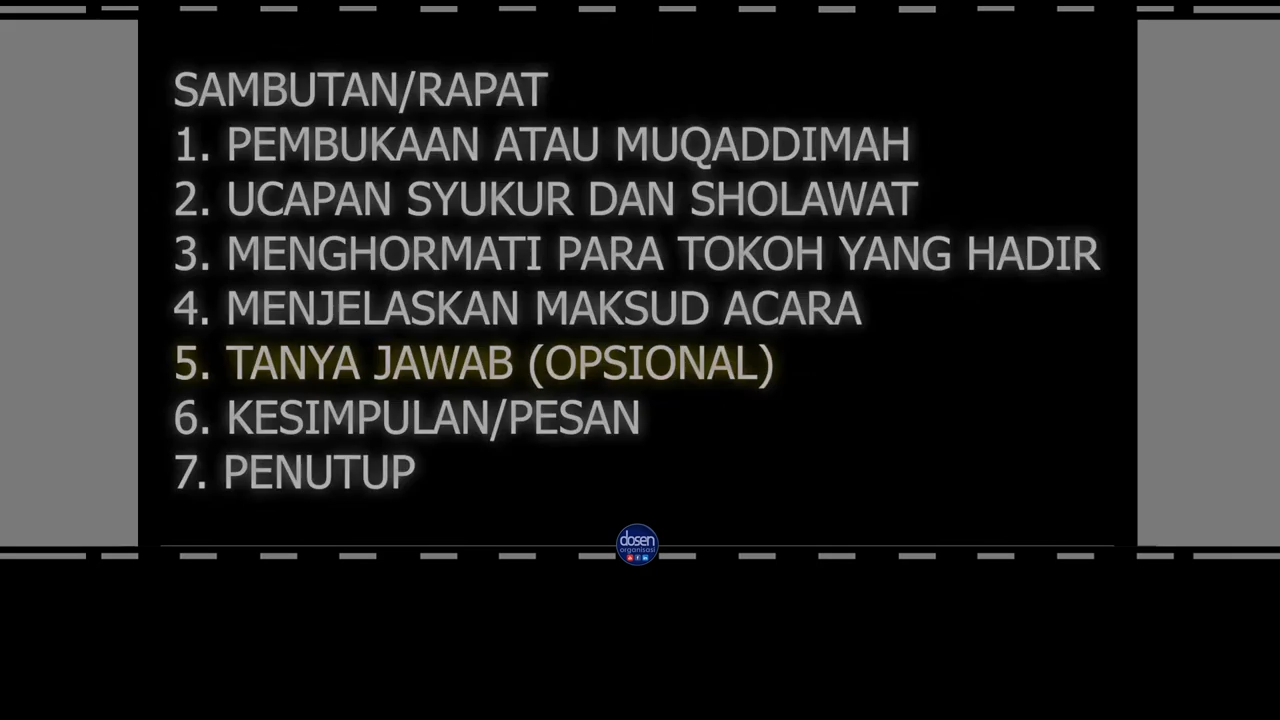 SAMBUTAN/RAPAT
1. PEMBUKAAN ATAU MUQADDIMAH
2. UCAPAN SYUKUR DAN SHOLAWAT
3. MENGHORMATI PARA TOKOH YANG HADIR
4. MENJELASKAN MAKSUD ACARA
5. TANYA JAWAB (OPSIONAL)
6. KESIMPULAN/PESAN
7. PENUTUP
dosen
organisasi